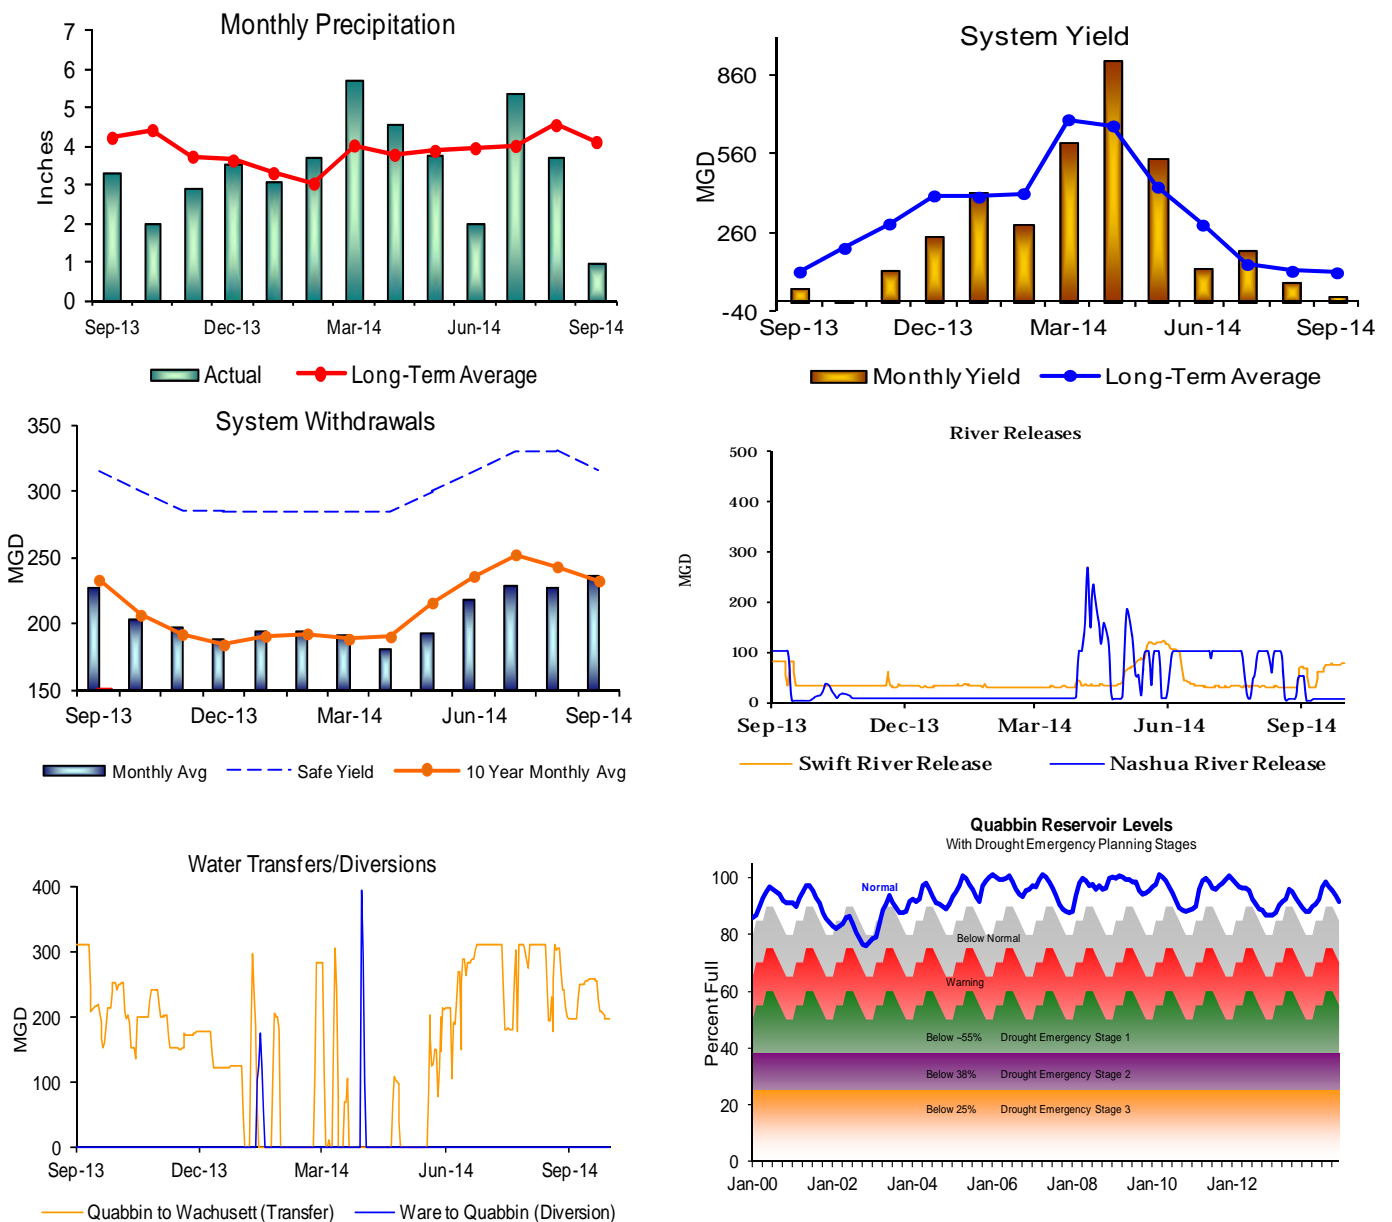 Monthly Precipitation
7
6
5
4
3
2
1
0
Inches
Sep-13 Dec-13 Mar-14 Jun-14 Sep-14
Actual Long-Term Average
System Yield
860
560
260
-40
MGD
Sep-13 Dec-13 Mar-14 Jun-14 Sep-14
Monthly Yield Long-Term Average
System Withdrawals
350
300
250
200
150
MGD
Sep-13 Dec-13 Mar-14 Jun-14 Sep-14
Monthly Avg Safe Yield 10 Year Monthly Avg
River Releases
500
400
300
200
100
0
MGD
Sep-13 Dec-13 Mar-14 Jun-14 Sep-14
Swift River Release Nashua River Release
Water Transfers/Diversions
400
300
200
100
0
MGD
Sep-13 Dec-13 Mar-14 Jun-14 Sep-14
Quabbin to Wachusett (Transfer) Ware to Quabbin (Diversion)
Quabbin Reservoir Levels
With Drought Emergency Planning Stages
100
80
60
40
20
0
Percent Full
Normal
Below Normal
Warning
Below ~55% Drought Emergency Stage 1
Below 38% Drought Emergency Stage 2
Below 25% Drought Emergency Stage 3
Jan-00 Jan-02 Jan-04 Jan-06 Jan-08 Jan-10 Jan-12